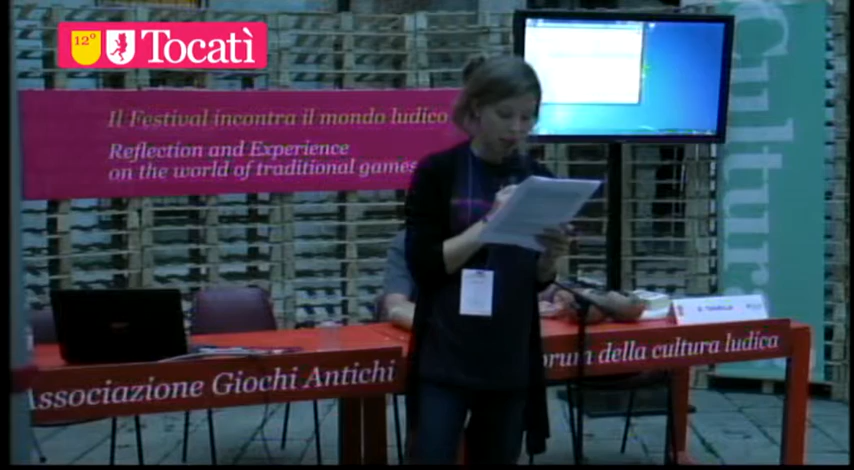 12°
Tocatì
Il Festival incontra il mondo ludico
Reflection and Experience
on the world of traditional games
Cultura
Associazione Giochi Antichi
orum della cultura ludica